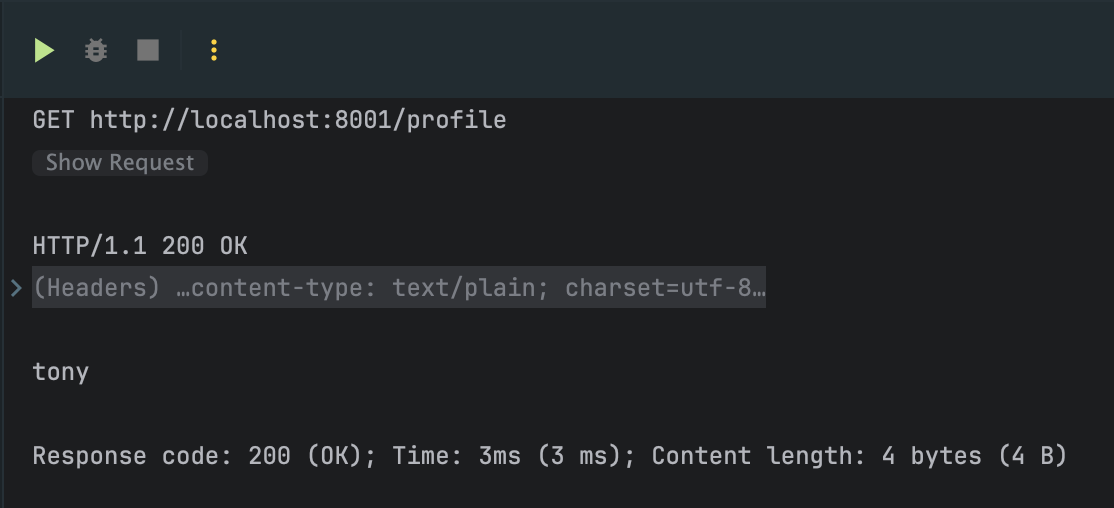 GET http://localhost:8001/profile
Show Request
HTTP/1.1 200 OK
(Headers) …content-type: text/plain; charset=utf-8…
tony
Response code: 200 (OK); Time: 3ms (3 ms); Content length: 4 bytes (4 B)